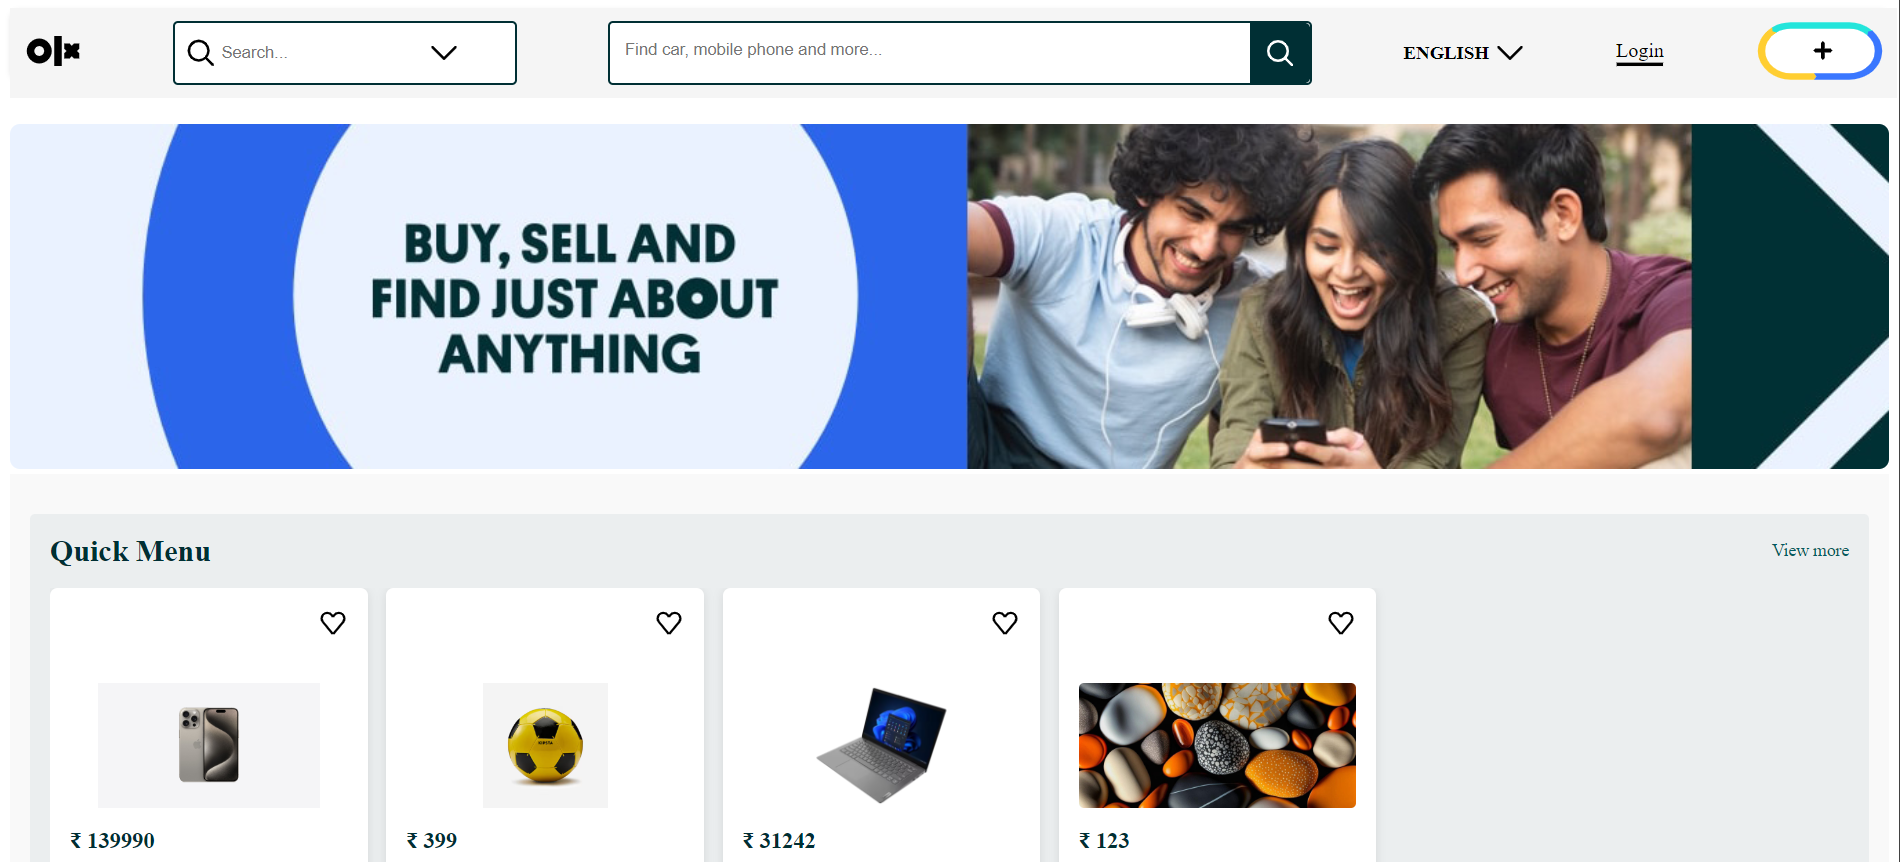 olx
Search...
Find car, mobile phone and more...
ENGLISH
Login
+
BUY, SELL AND
FIND JUST ABOUT
ANYTHING
Quick Menu
View more
KIPSTA
₹ 139990
₹ 399
₹ 31242
₹ 123